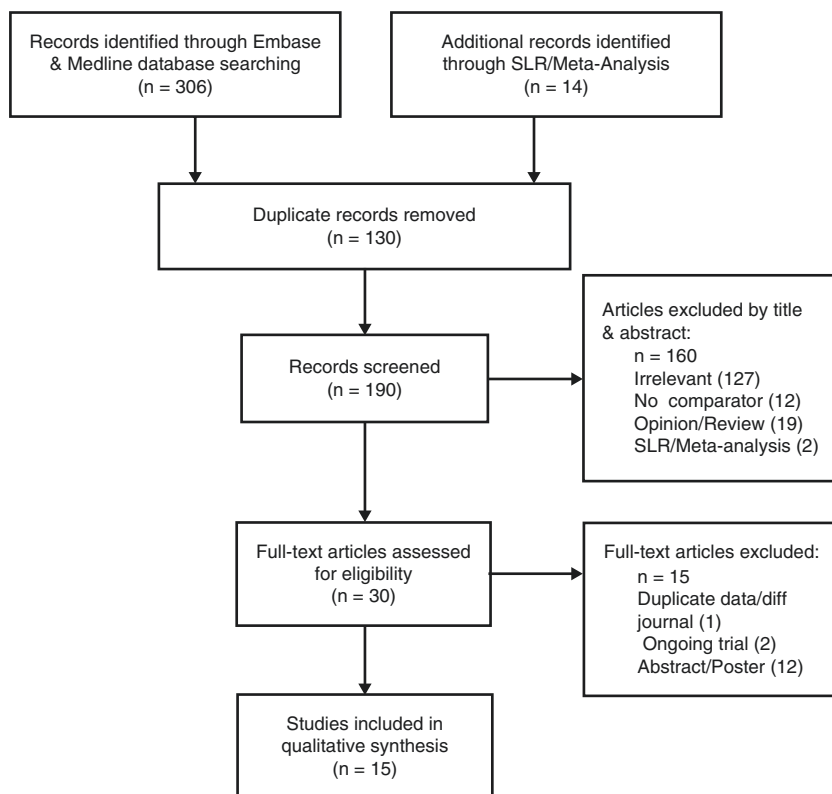 Records identified through Embase
& Medline database searching
(n = 306)
Additional records identified
through SLR/Meta-Analysis
(n = 14)
Duplicate records removed
(n = 130)
Records screened
(n = 190)
Articles excluded by title
& abstract:
n = 160
Irrelevant (127)
No comparator (12)
Opinion/Review (19)
SLR/Meta-analysis (2)
Full-text articles assessed
for eligibility
(n = 30)
Full-text articles excluded:
n = 15
Duplicate data/diff
journal (1)
Ongoing trial (2)
Abstract/Poster (12)
Studies included in
qualitative synthesis
(n = 15)